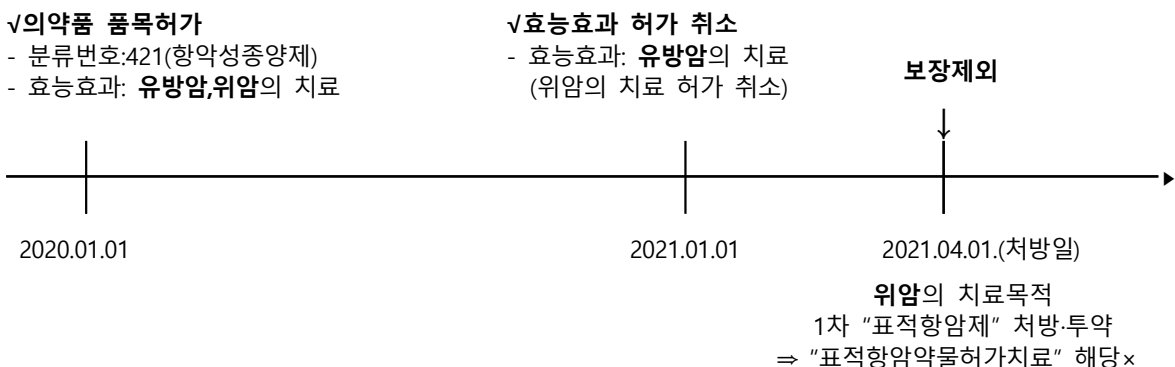 √의약품 품목허가
- 분류번호:421(항악성종양제)
- 효능효과: 유방암,위암의 치료
√효능효과 허가 취소
- 효능효과: 유방암의 치료
(위암의 치료 허가 취소)
보장제외
↓
2020.01.01
2021.01.01
2021.04.01.(처방일)
위암의 치료목적
1차 “표적항암제” 처방·투약
⇒ “표적항암약물허가치료” 해당×